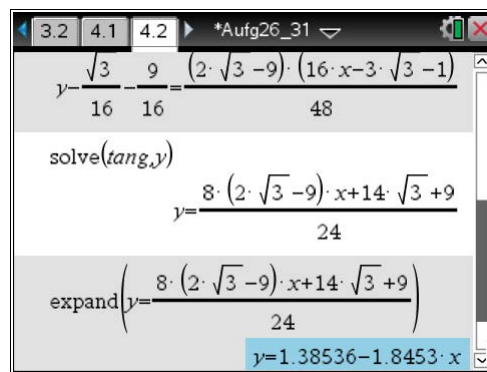 3.2 4.1 4.2 *Aufg26_31
y-√3/16-9/16=(2·√3-9)·(16·x-3·√3-1)/48
solve(tang,y)
y=(8·(2·√3-9)·x+14·√3+9)/24
expand(y=(8·(2·√3-9)·x+14·√3+9)/24)
y=1.38536-1.8453·x